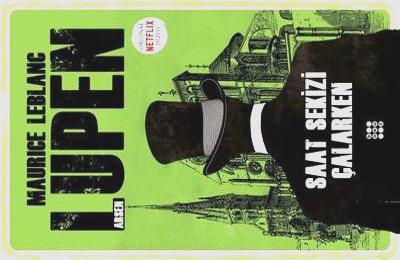 MAURICE LEBLANC
ARSEN
LUPEN
ORIGINAL
NETFLIX
SAAT SEKİZİ
ÇALARKEN